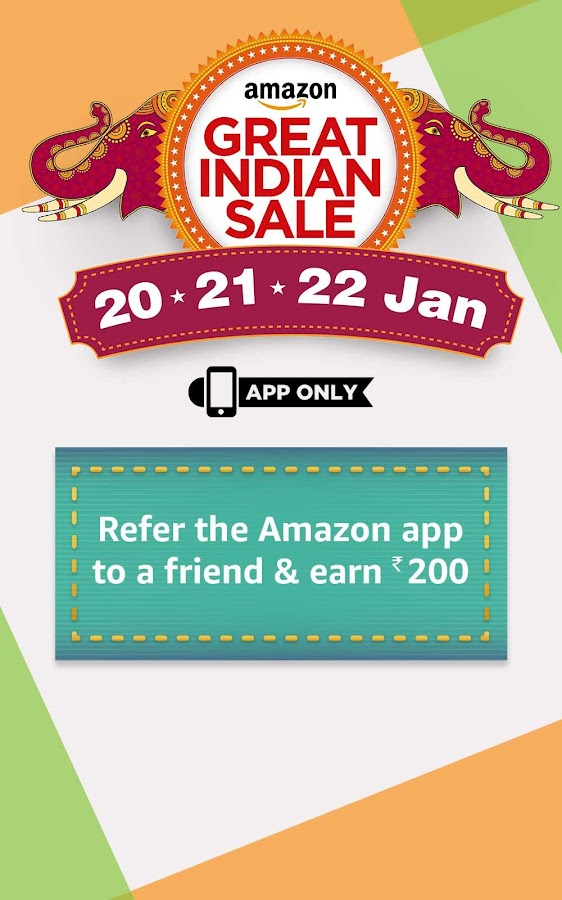 amazon
GREAT
INDIAN
SALE
20 ★ 21 ★ 22 Jan
APP ONLY
Refer the Amazon app
to a friend & earn ₹200